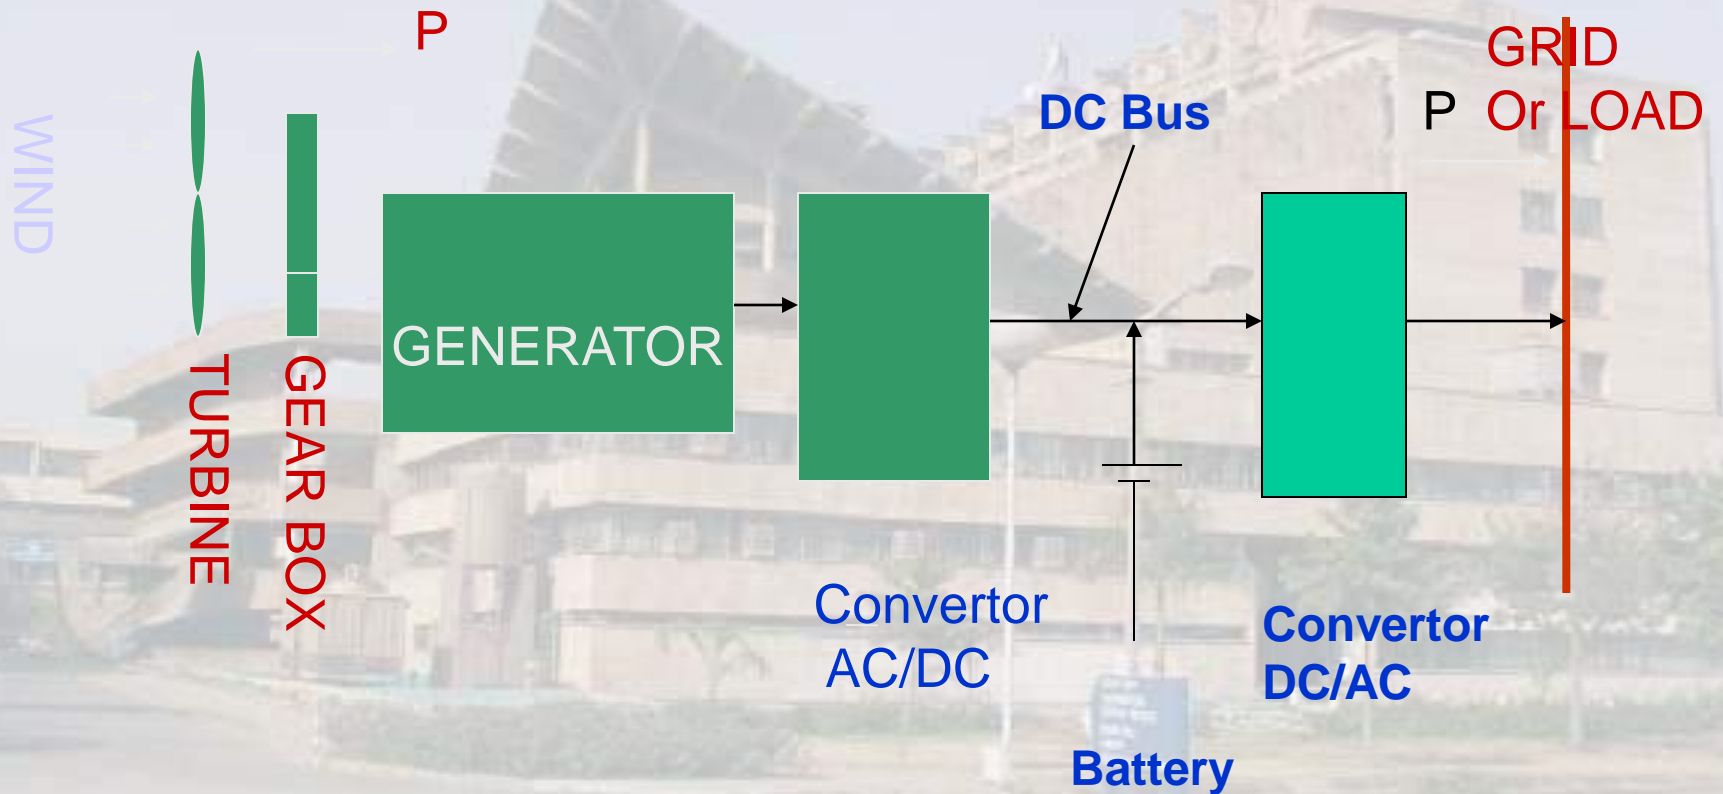 P
GRID
P Or LOAD
DC Bus
WIND
GENERATOR
TURBINE
GEAR BOX
Convertor
AC/DC
Convertor
DC/AC
Battery